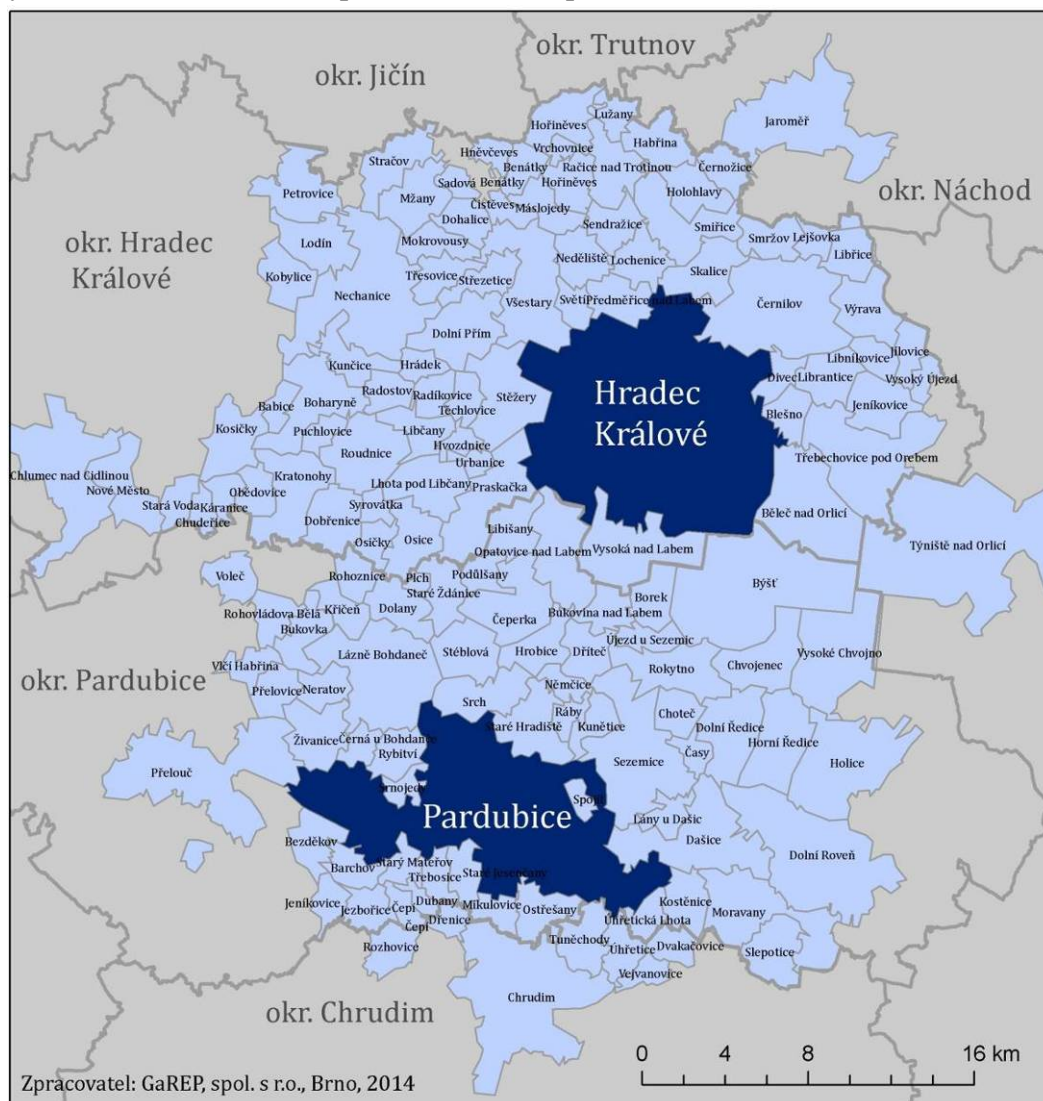 okr. Trutnov
okr. Jičín
Lužany
Hořiněves
Jaroměř
Vrchovnice
Habřina
Stračov
Hněvčeves
Benátky
Račice nad Trotinou
Černožice
Petrovice
Sadová
Benátky
Hořiněves
Holohlavy
okr. Náchod
Mžany
Čistěves
Máslojedy
Dohalice
Sendražice
Smiřice
okr. Hradec
Králové
Lodín
Mokrovousy
Smržov
Lejšovka
Neděliště
Lochenice
Libřice
Kobylice
Třesovice
Střezetice
Skalice
Nechanice
Všestary
Světí
Předměřice nad Labem
Černilov
Výrava
Dolní Přím
Kunčice
Hrádek
Libníkovice
Jílovice
Hradec
Králové
Divec
Librantice
Vysoký Újezd
Radostov
Radíkovice
Stěžery
Babice
Boharyně
Těchlovice
Blešno
Jeníkovice
Kosičky
Puchlovice
Libčany
Roudnice
Hvozdnice
Urbanice
Třebechovice pod Orebem
Chlumec nad Cidlinou
Nové Město
Obědovice
Kratonohy
Lhota pod Libčany
Praskačka
Stará Voda
Káranice
Syrovátka
Chudeřice
Dobřenice
Běleč nad Orlicí
Osičky
Osice
Libišany
Opatovice nad Labem
Vysoká nad Labem
Týniště nad Orlicí
Voleč
Rohoznice
Plch
Podůlšany
Býšť
Staré Ždánice
Rohovládova Bělá
Křičeň
Dolany
Borek
Bukovka
Čeperka
Bukovina nad Labem
Lázně Bohdaneč
Stéblová
Hrobice
Dříteč
Újezd u Sezemic
Vysoké Chvojno
Vlčí Habřina
Rokytno
Chvojenec
okr. Pardubice
Přelovice
Neratov
Němčice
Srch
Ráby
Choteč
Staré Hradiště
Kunětice
Dolní Ředice
Živanice
Černá u Bohdanče
Horní Ředice
Rybitví
Časy
Sezemice
Holice
Přelouč
Srnojedy
Spojil
Pardubice
Lány u Dašic
Bezděkov
Dašice
Dolní Roveň
Barchov
Starý Mateřov
Třebosice
Staré Jesenčany
Jeníkovice
Jezbořice
Čepí
Dubany
Mikulovice
Ostřešany
Kostěnice
Moravany
Čepí
Dřenice
Úhřetická Lhota
Rozhovice
Tuněchody
Úhřetice
Dvakačovice
Slepotice
Vejvanovice
Chrudim
okr. Chrudim
0 4 8 16 km
Zpracovatel: GaREP, spol. s r.o., Brno, 2014